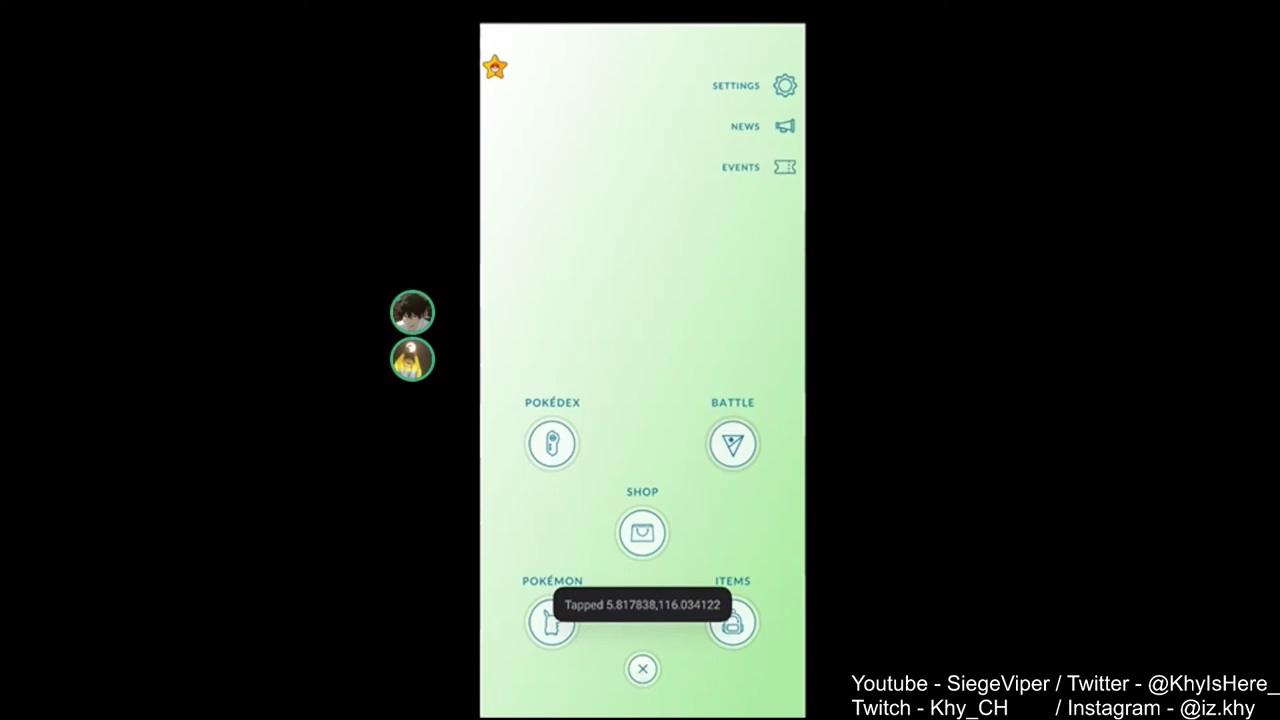 SETTINGS
NEWS
EVENTS
POKÉDEX
BATTLE
SHOP
POKÉMON
ITEMS
Tapped 5.817838,116.034122
Youtube - SiegeViper / Twitter - @KhyIsHere_
Twitch - Khy_CH / Instagram - @iz.khy